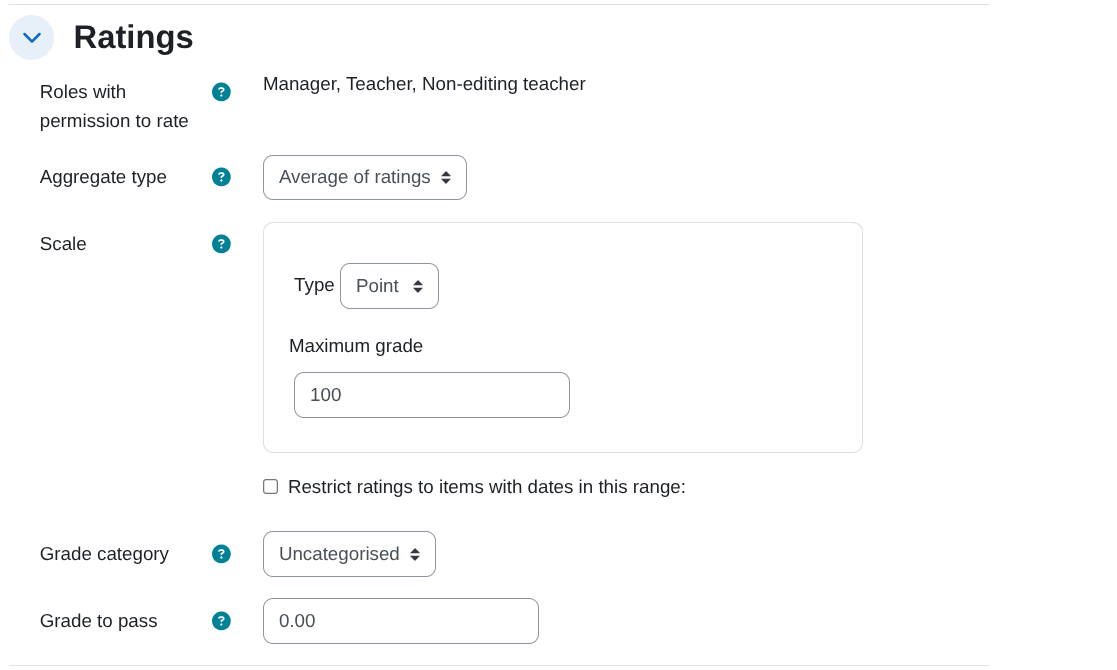 Ratings
Roles with
permission to rate
?
Manager, Teacher, Non-editing teacher
Aggregate type
?
Average of ratings
Scale
?
Type
Point
Maximum grade
100
Restrict ratings to items with dates in this range:
Grade category
?
Uncategorised
Grade to pass
?
0.00